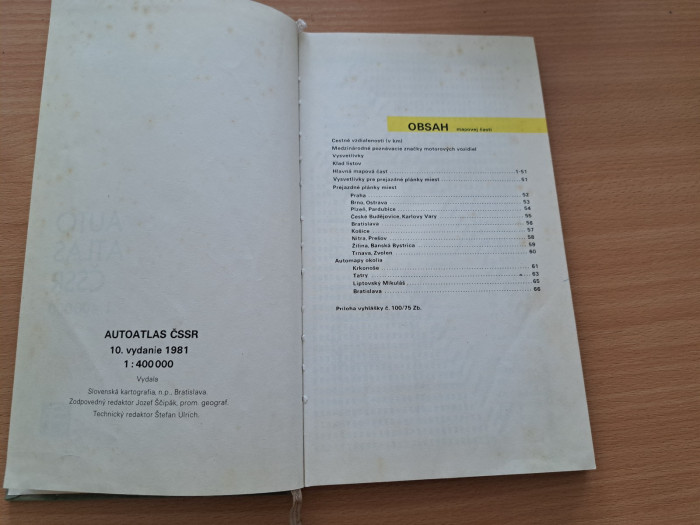 AUTOATLAS ČSSR
10. vydanie 1981
1 : 400 000
Vydala
Slovenská kartografia, n.p., Bratislava.
Zodpovedný redaktor Jozef Ščipák, prom. geograf.
Technický redaktor Štefan Ulrich.
OBSAH mapovej časti
Cestné vzdialenosti (v km)
Medzinárodné poznávacie značky motorových vozidiel
Vysvetlivky
Klad listov
Hlavná mapová časť 1-51
Vysvetlivky pre prejazdné plánky miest 51
Prejazdné plánky miest
Praha 52
Brno, Ostrava 53
Plzeň, Pardubice 54
České Budějovice, Karlovy Vary 55
Bratislava 56
Košice 57
Nitra, Prešov 58
Žilina, Banská Bystrica 59
Trnava, Zvolen 60
Automapy okolia
Krkonoše 61
Tatry 63
Liptovský Mikuláš 65
Bratislava 66
Príloha vyhlášky č. 100/75 Zb.